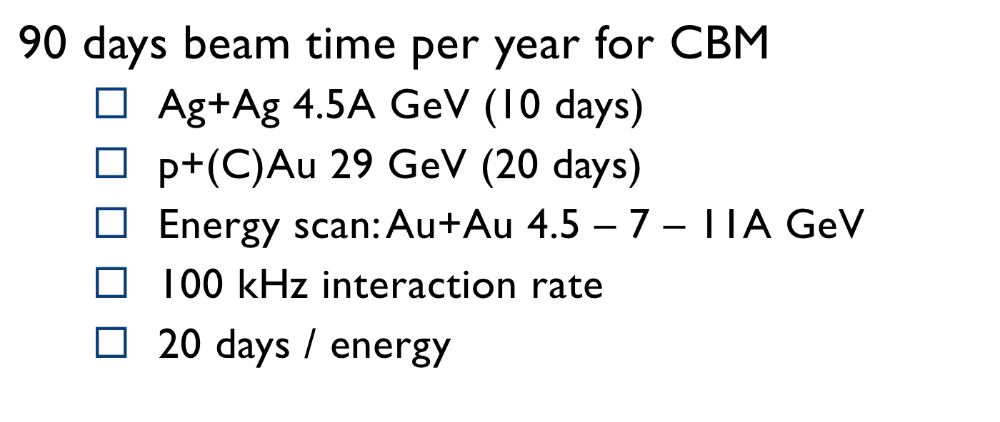 90 days beam time per year for CBM
Ag+Ag 4.5A GeV (10 days)
p+(C)Au 29 GeV (20 days)
Energy scan: Au+Au 4.5 – 7 – 11A GeV
100 kHz interaction rate
20 days / energy